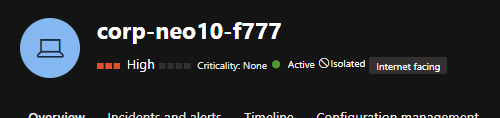 corp-neo10-f777
High Criticality: None Active Isolated Internet facing
Overview Incidents and alerts Timeline Configuration management